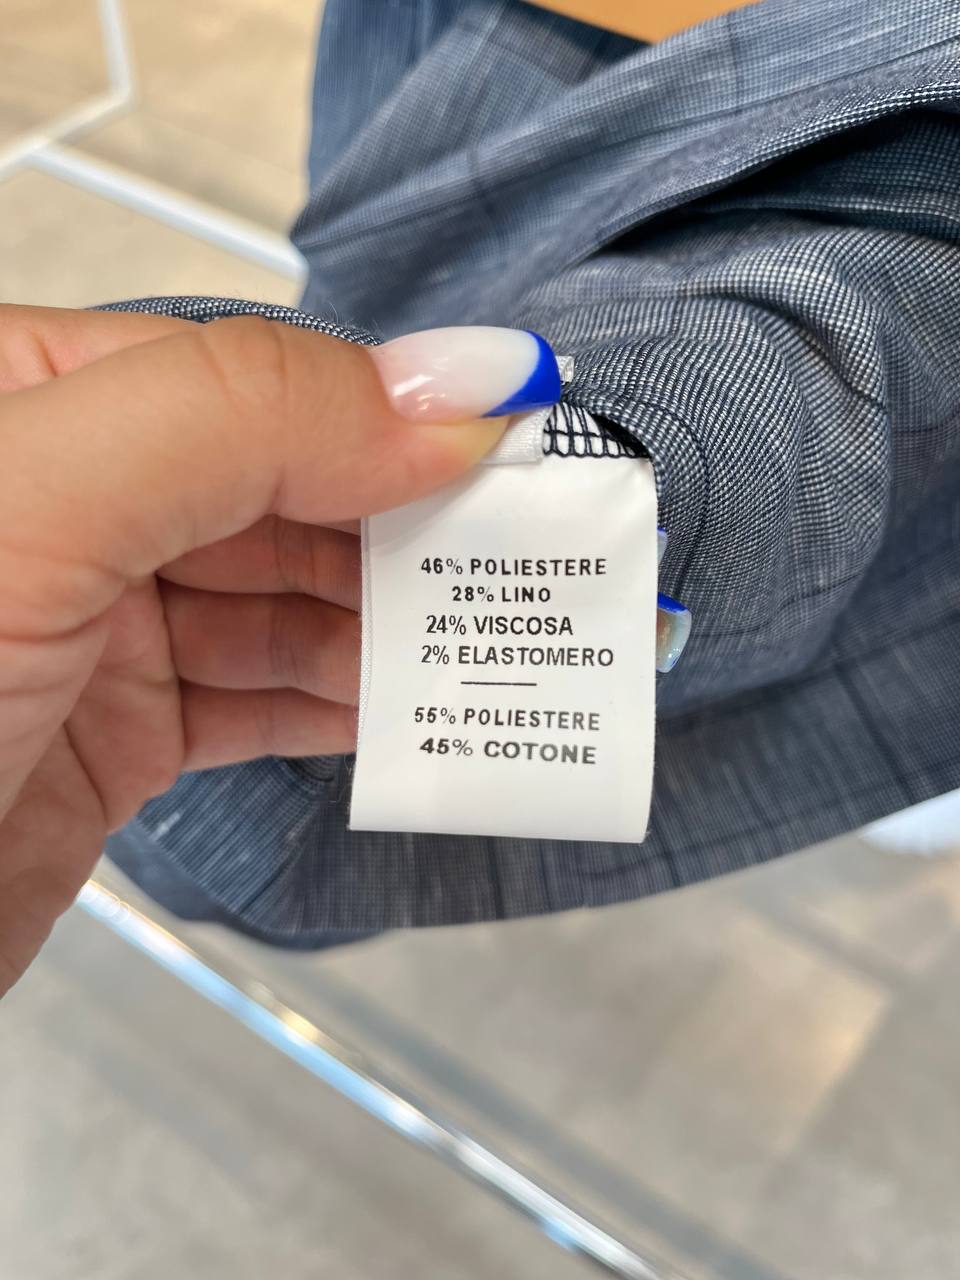 46% POLIESTERE
28% LINO
24% VISCOSA
2% ELASTOMERO
55% POLIESTERE
45% COTONE